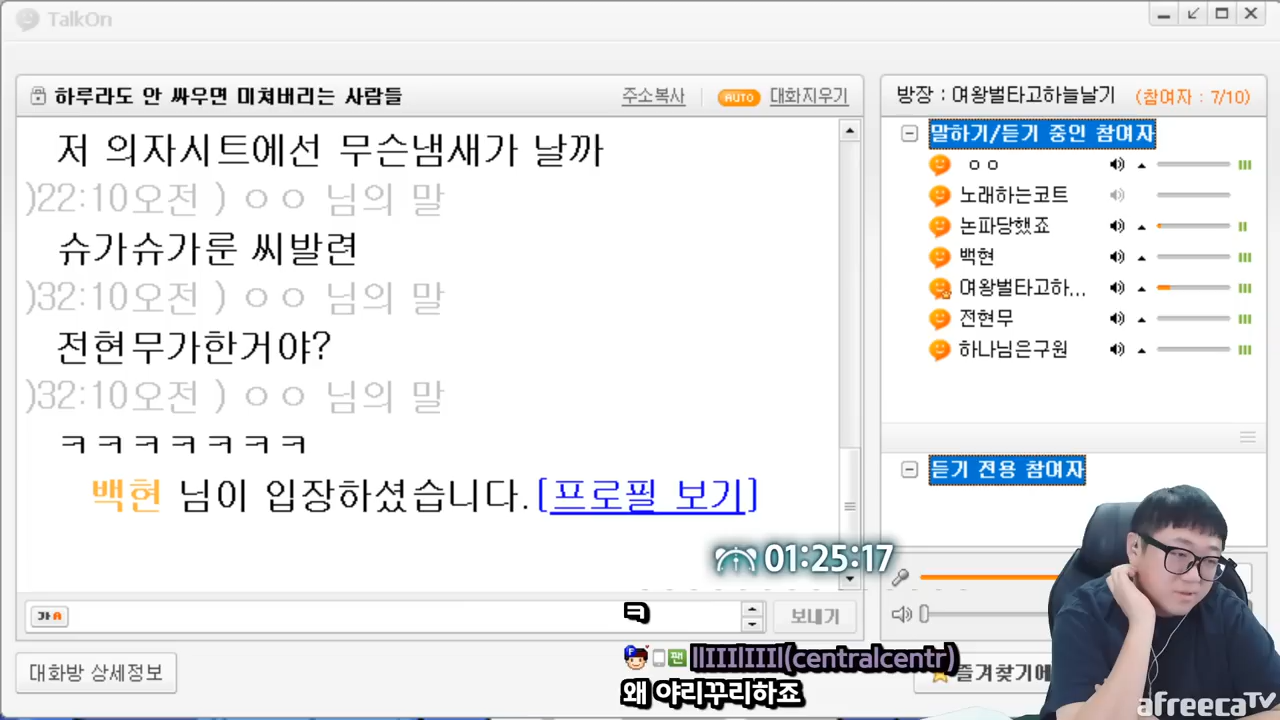 TalkOn
하루라도 안 싸우면 미쳐버리는 사람들
주소복사
AUTO
대화지우기
저 의자시트에선 무슨냄새가 날까
)22:10오전 ) ㅇㅇ 님의 말
슈가슈가룬 씨발련
)32:10오전 ) ㅇㅇ 님의 말
전현무가한거야?
)32:10오전 ) ㅇㅇ 님의 말
ㅋㅋㅋㅋㅋㅋㅋ
백현 님이 입장하셨습니다.[프로필 보기]
가A
보내기
대화방 상세정보
방장 : 여왕벌타고하늘날기 (참여자 : 7/10)
말하기/듣기 중인 참여자
ㅇㅇ
노래하는코트
논파당했죠
백현
여왕벌타고하...
전현무
하나님은구원
듣기 전용 참여자
즐겨찾기에
01:25:17
ㅋ
F 팬 llIIIlIIIl(centralcentr)
왜 야리꾸리하죠
afreecaTV